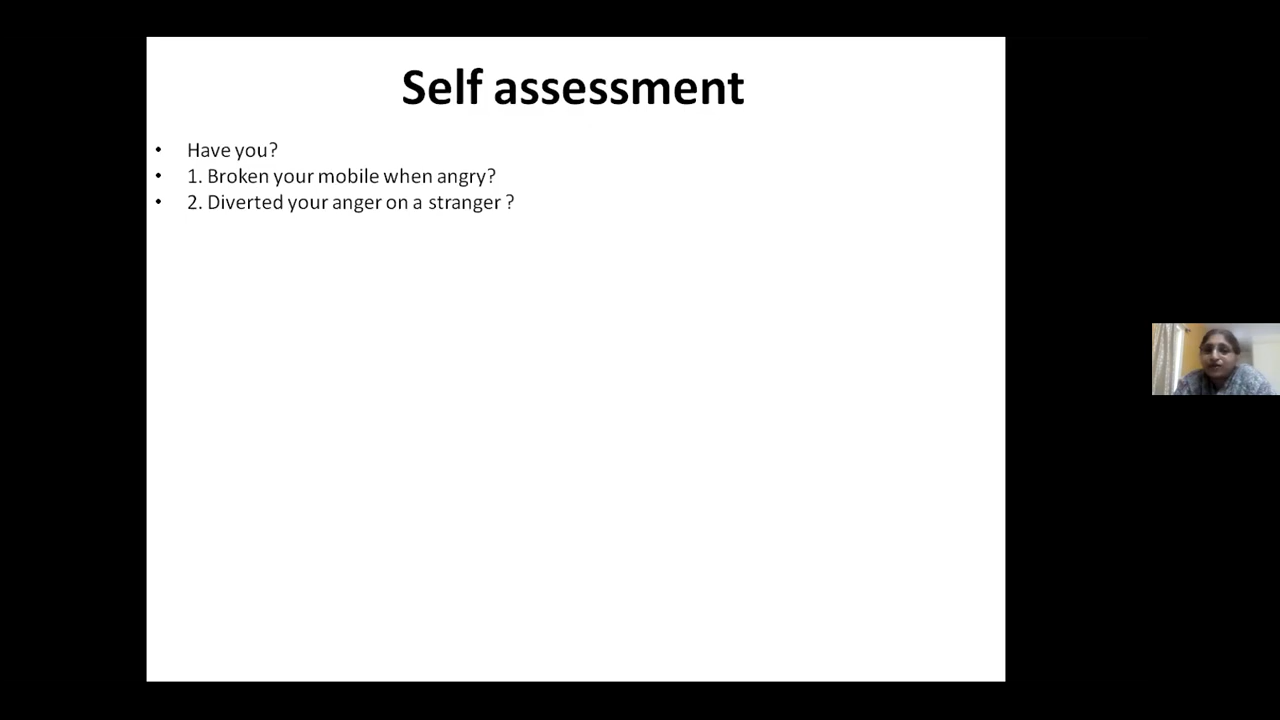 Self assessment
• Have you?
• 1. Broken your mobile when angry?
• 2. Diverted your anger on a stranger ?